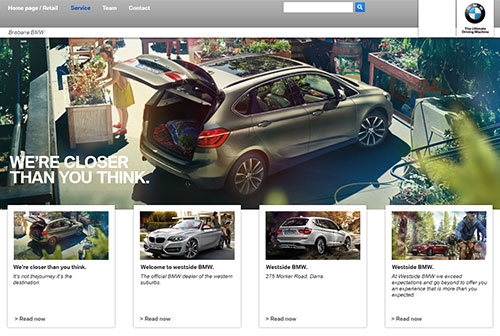 Home page / Retail Service Team Contact
BMW
The Ultimate
Driving Machine
Brisbane BMW
WE'RE CLOSER
THAN YOU THINK.
We're closer than you think.
It's not thejourney it's the
destination.
> Read now
Welcome to westside BMW.
The official BMW dealer of the western
suburbs.
> Read now
Westside BMW.
275 Monier Road, Darra
> Read now
Westside BMW.
At Westside BMW we exceed
expectations and go beyond to offer you
an experience that is more than you
expected.
> Read now